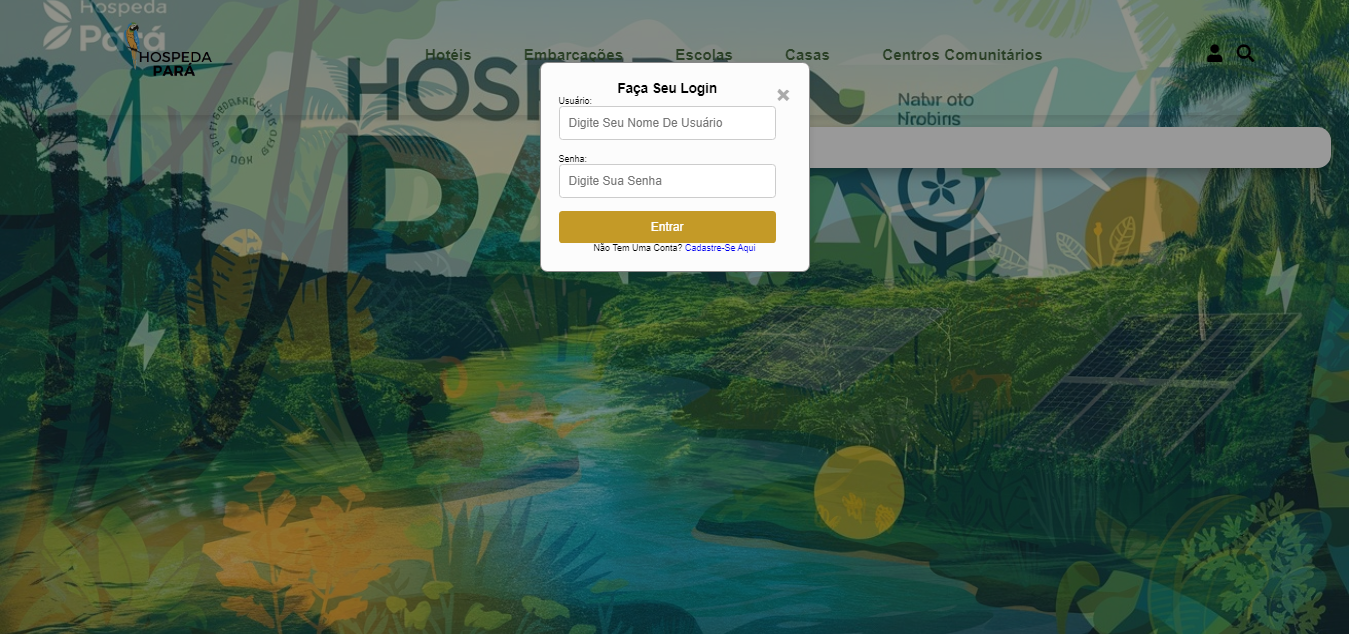 Hospeda
Pará
HOSPEDA
PARÁ
Hotéis
Embarcações
Escolas
Casas
Centros Comunitários
Natur oto
Nrobins
Faça Seu Login
Usuário:
Digite Seu Nome De Usuário
Senha:
Digite Sua Senha
Entrar
Não Tem Uma Conta? Cadastre-Se Aqui